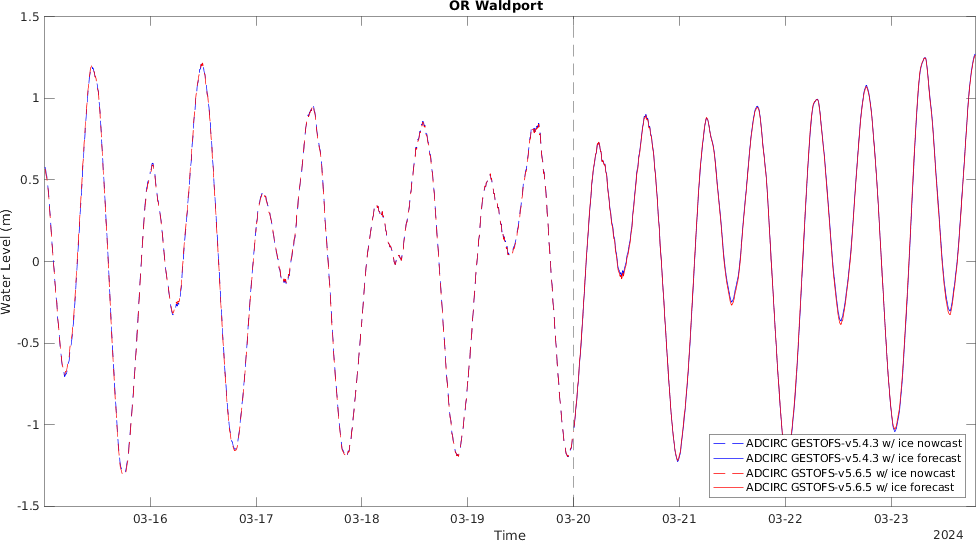 OR Waldport
1.5
1
0.5
0
-0.5
-1
-1.5
Water Level (m)
03-16 03-17 03-18 03-19 03-20 03-21 03-22 03-23
Time
2024
ADCIRC GESTOFS-v5.4.3 w/ ice nowcast
ADCIRC GESTOFS-v5.4.3 w/ ice forecast
ADCIRC GSTOFS-v5.6.5 w/ ice nowcast
ADCIRC GSTOFS-v5.6.5 w/ ice forecast